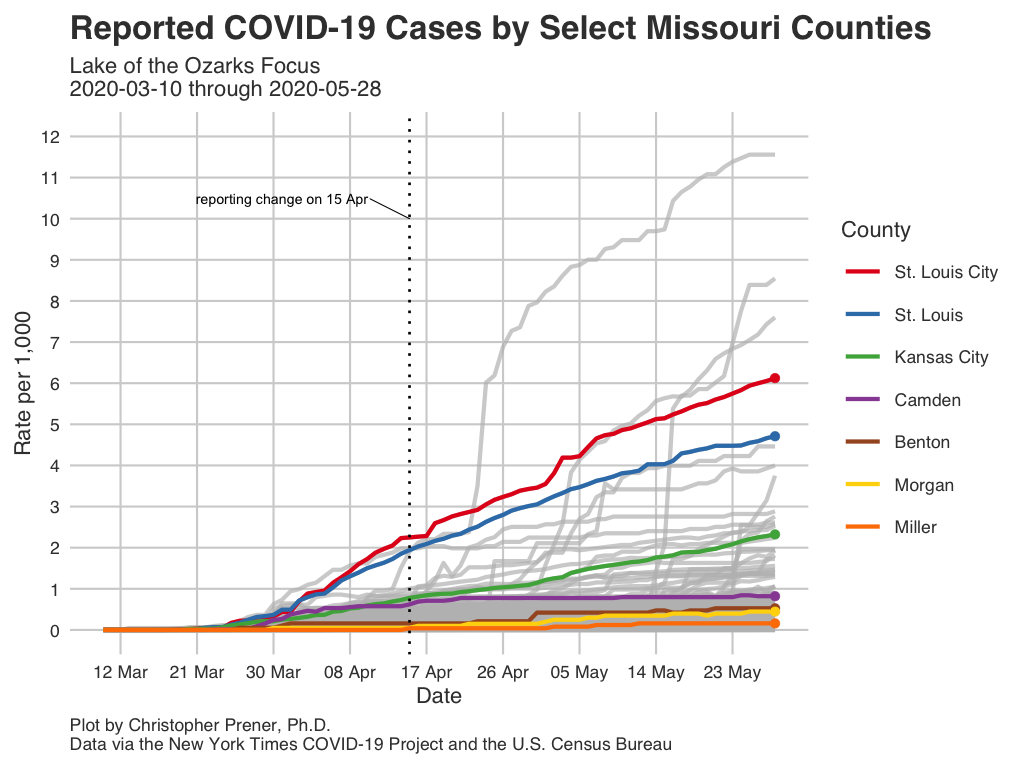 Reported COVID-19 Cases by Select Missouri Counties
Lake of the Ozarks Focus
2020-03-10 through 2020-05-28
12
11
10
9
8
7
6
5
4
3
2
1
0
Rate per 1,000
reporting change on 15 Apr
12 Mar
21 Mar
30 Mar
08 Apr
17 Apr
26 Apr
05 May
14 May
23 May
Date
County
St. Louis City
St. Louis
Kansas City
Camden
Benton
Morgan
Miller
Plot by Christopher Prener, Ph.D.
Data via the New York Times COVID-19 Project and the U.S. Census Bureau